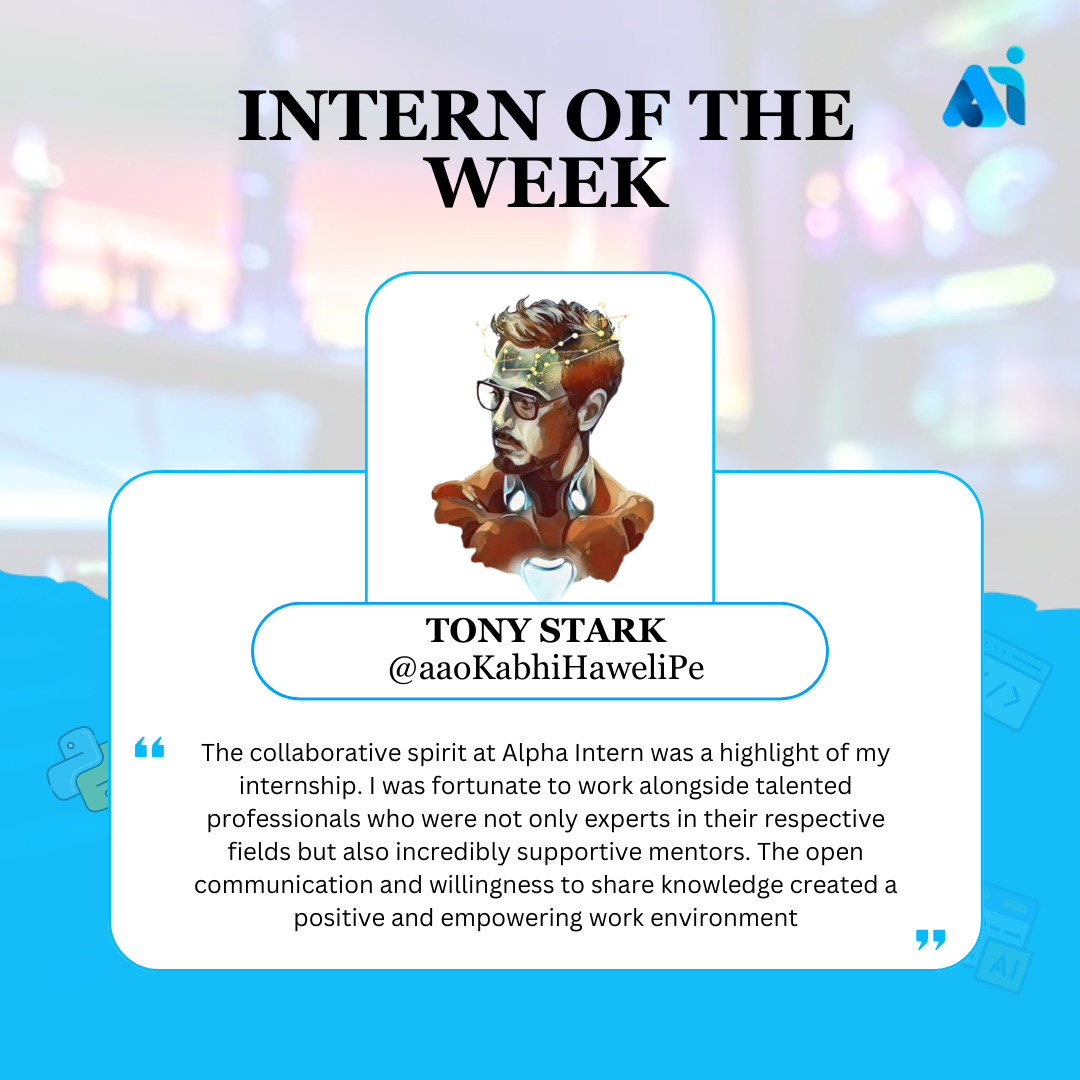 INTERN OF THE
WEEK
Ai
TONY STARK
@aaoKabhiHaweliPe
❝
The collaborative spirit at Alpha Intern was a highlight of my
internship. I was fortunate to work alongside talented
professionals who were not only experts in their respective
fields but also incredibly supportive mentors. The open
communication and willingness to share knowledge created a
positive and empowering work environment
❞
</>
AI